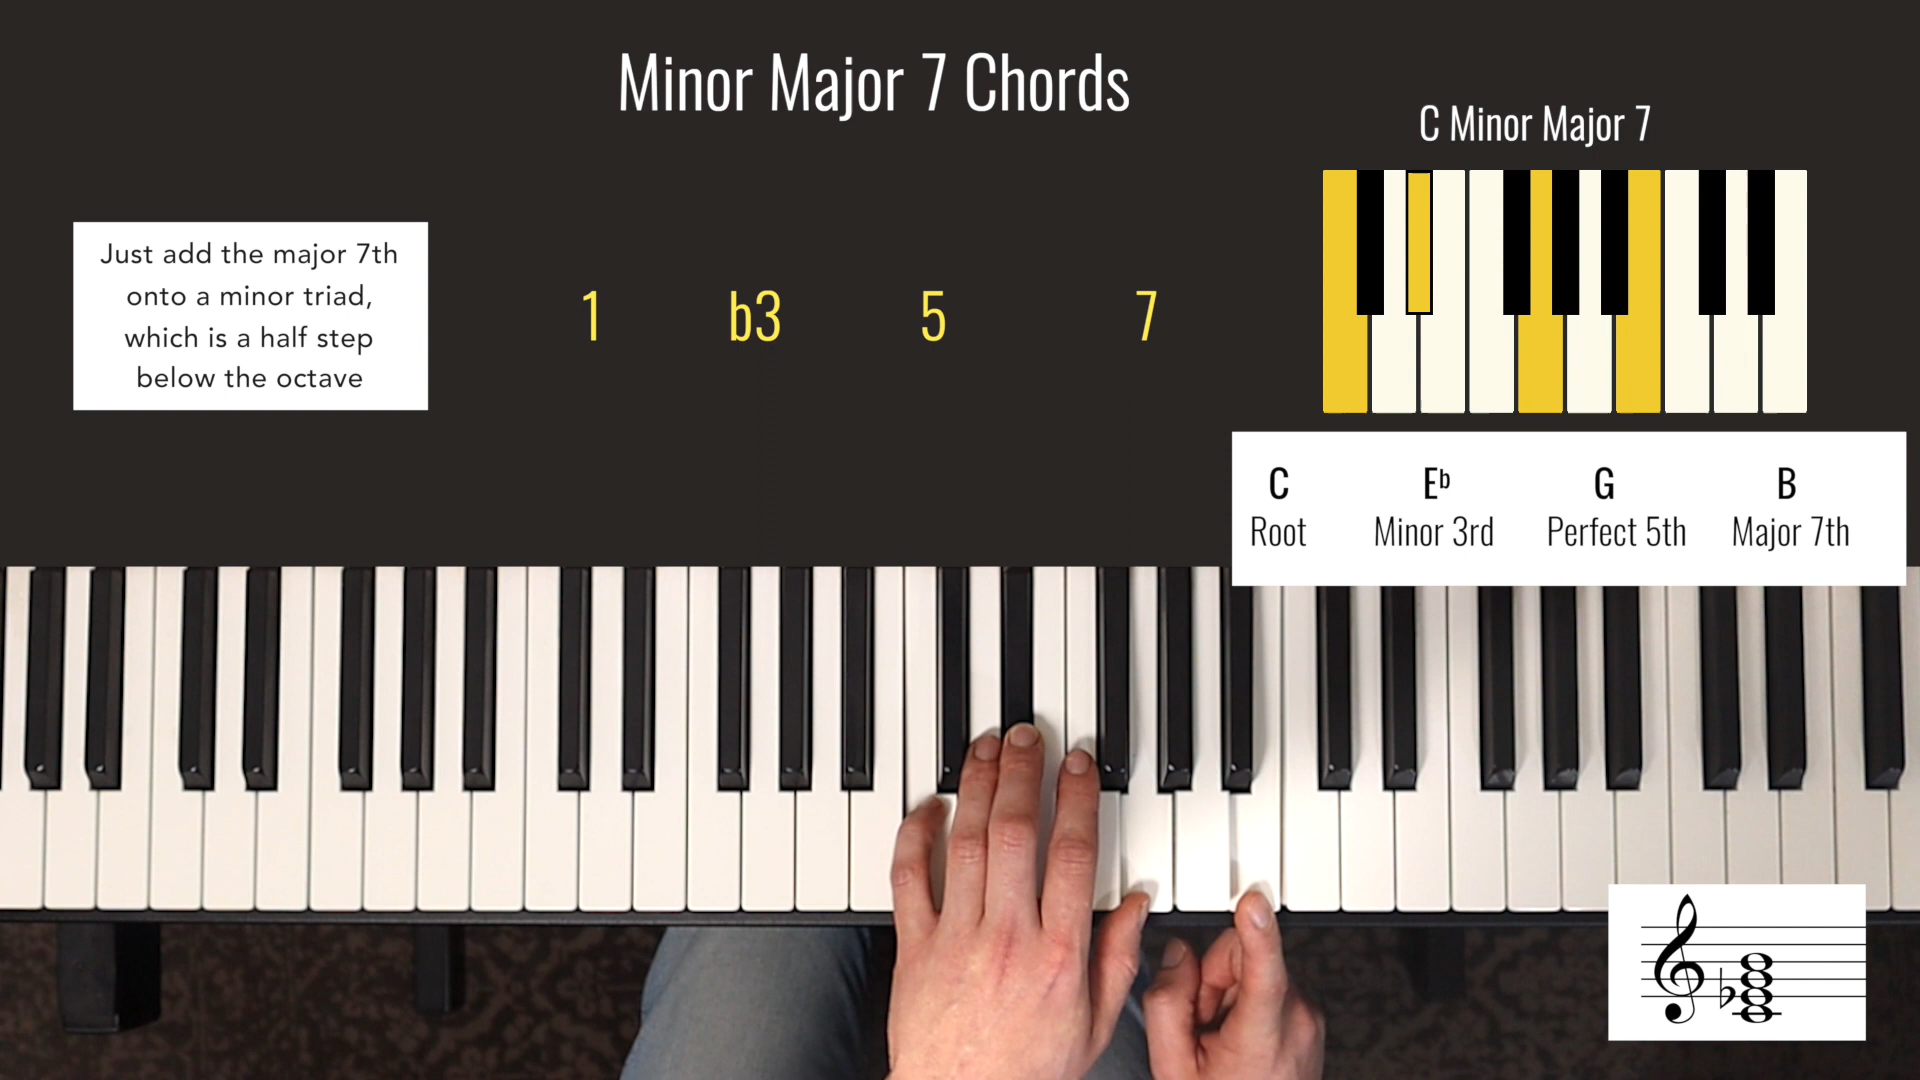 Minor Major 7 Chords
C Minor Major 7
Just add the major 7th
onto a minor triad,
which is a half step
below the octave
1 b3 5 7
C E♭ G B
Root Minor 3rd Perfect 5th Major 7th